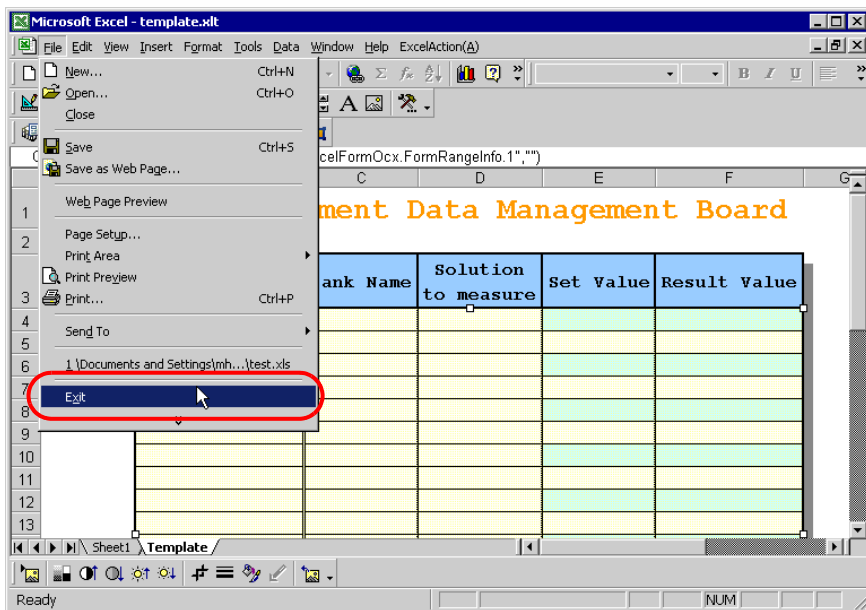 Microsoft Excel - template.xlt
File Edit View Insert Format Tools Data Window Help ExcelAction(A)
New... Ctrl+N
Open... Ctrl+O
Close
Save Ctrl+S
Save as Web Page...
Web Page Preview
Page Setup...
Print Area
Print Preview
Print... Ctrl+P
Send To
1 \Documents and Settings\mh...\test.xls
Exit
B I U
A
celFormOcx.FormRangeInfo.1","")
C D E F G
1 ment Data Management Board
2
3 ank Name Solution to measure Set Value Result Value
4
5
6
7
8
9
10
11
12
13
Sheet1 Template
Ready NUM